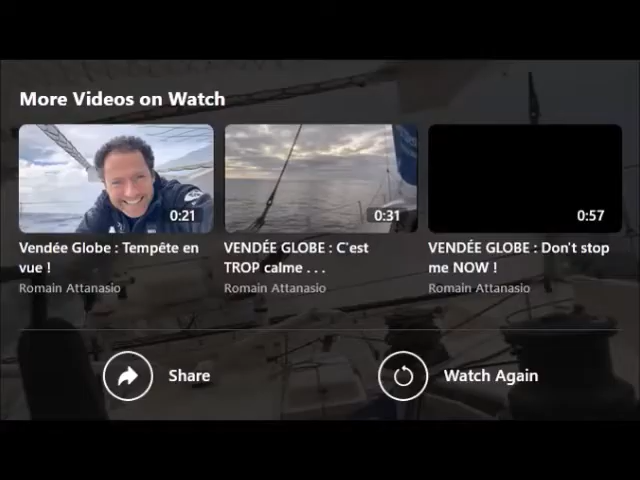 More Videos on Watch
0:21
0:31
0:57
Vendée Globe : Tempête en
vue !
Romain Attanasio
VENDÉE GLOBE : C'est
TROP calme . . .
Romain Attanasio
VENDÉE GLOBE : Don't stop
me NOW !
Romain Attanasio
Share
Watch Again